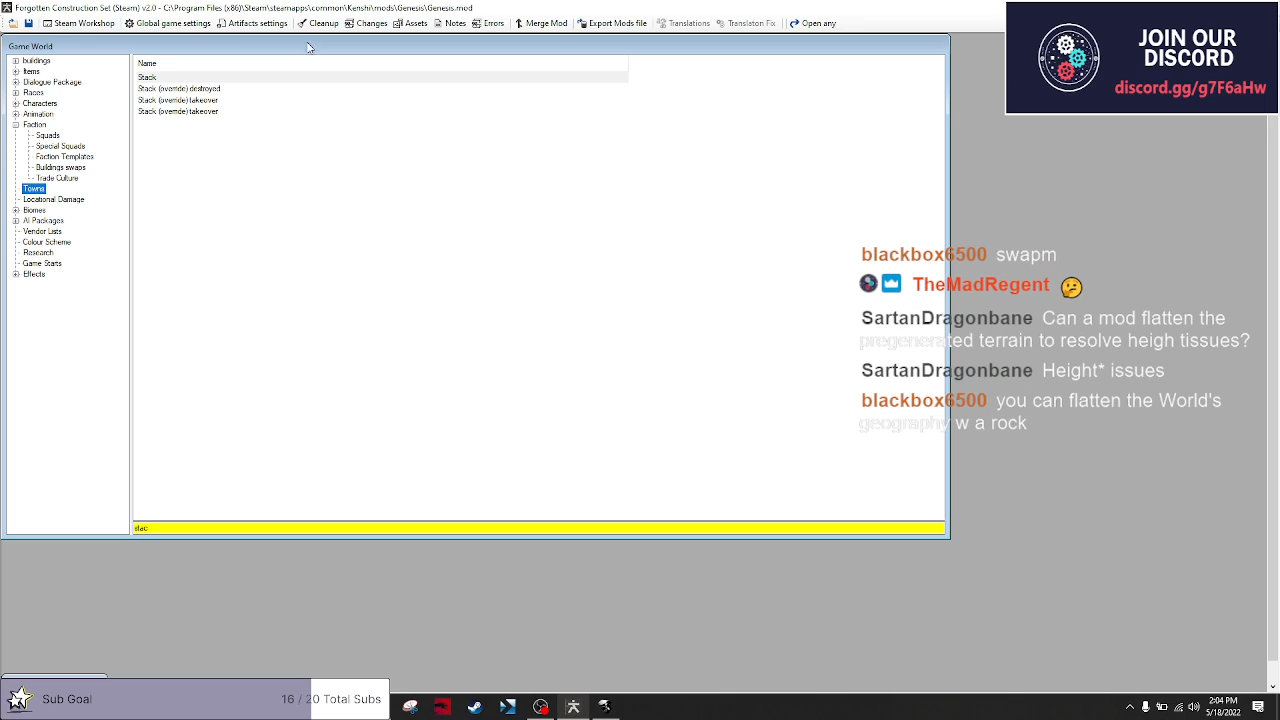 Forgotten Construction Set (Steam) v2.0 - C:\Program Files (x86)\Steam\steamapps\common\Kenshi\mods\Genesis\Genesis.mod
Steam Workshop Global game settings Artifacts settings Cleanup Changes Assets Notes Errors Merge Mod Export Mods file Translations Translation Fix Open any
JOIN OUR
DISCORD
discord.gg/g7F6aHw
Game World
buildings
Items
Dialogue Package
Races
Characters
Animation
Faction
Squads
Special Squads
Faction Templates
Buildings swaps
Trade Culture
Towns
Locational Damage
Biomes
AI Packages
Vendor Lists
Colour Scheme
Research
Game Stats
Effects
Name
Stack
Stack (override) destroyed
Stack (override) takeover
Stack (override) takeover
stac
blackbox6500 swapm
TheMadRegent
SartanDragonbane Can a mod flatten the
pregenerated terrain to resolve heigh tissues?
SartanDragonbane Height* issues
blackbox6500 you can flatten the World's
geography w a rock
Sub Goal 16 / 20 Total Subs
2:04 PM
5/18/2022